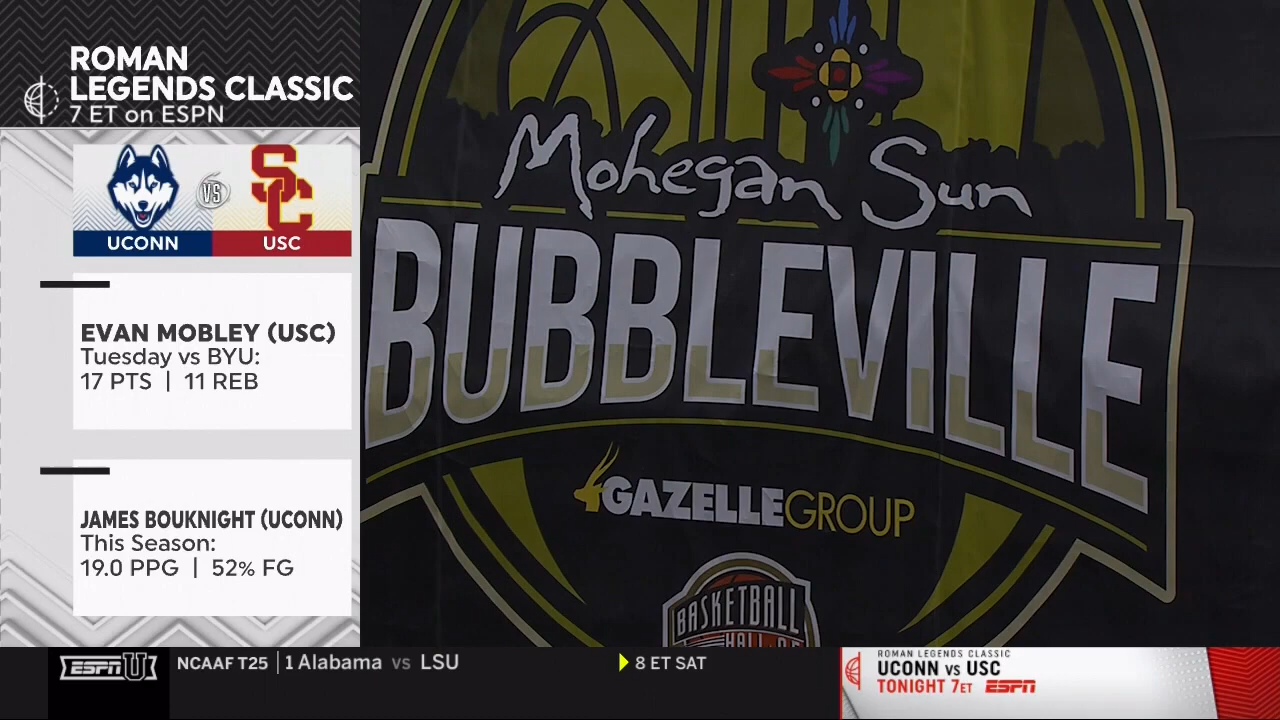 ROMAN
LEGENDS CLASSIC
7 ET on ESPN
VS
UCONN
USC
EVAN MOBLEY (USC)
Tuesday vs BYU:
17 PTS | 11 REB
JAMES BOUKNIGHT (UCONN)
This Season:
19.0 PPG | 52% FG
Mohegan Sun
BUBBLEVILLE
GAZELLEGROUP
BASKETBALL
ESPNU
NCAAF T25 | 1 Alabama vs LSU
8 ET SAT
ROMAN LEGENDS CLASSIC
UCONN vs USC
TONIGHT 7ET ESPN